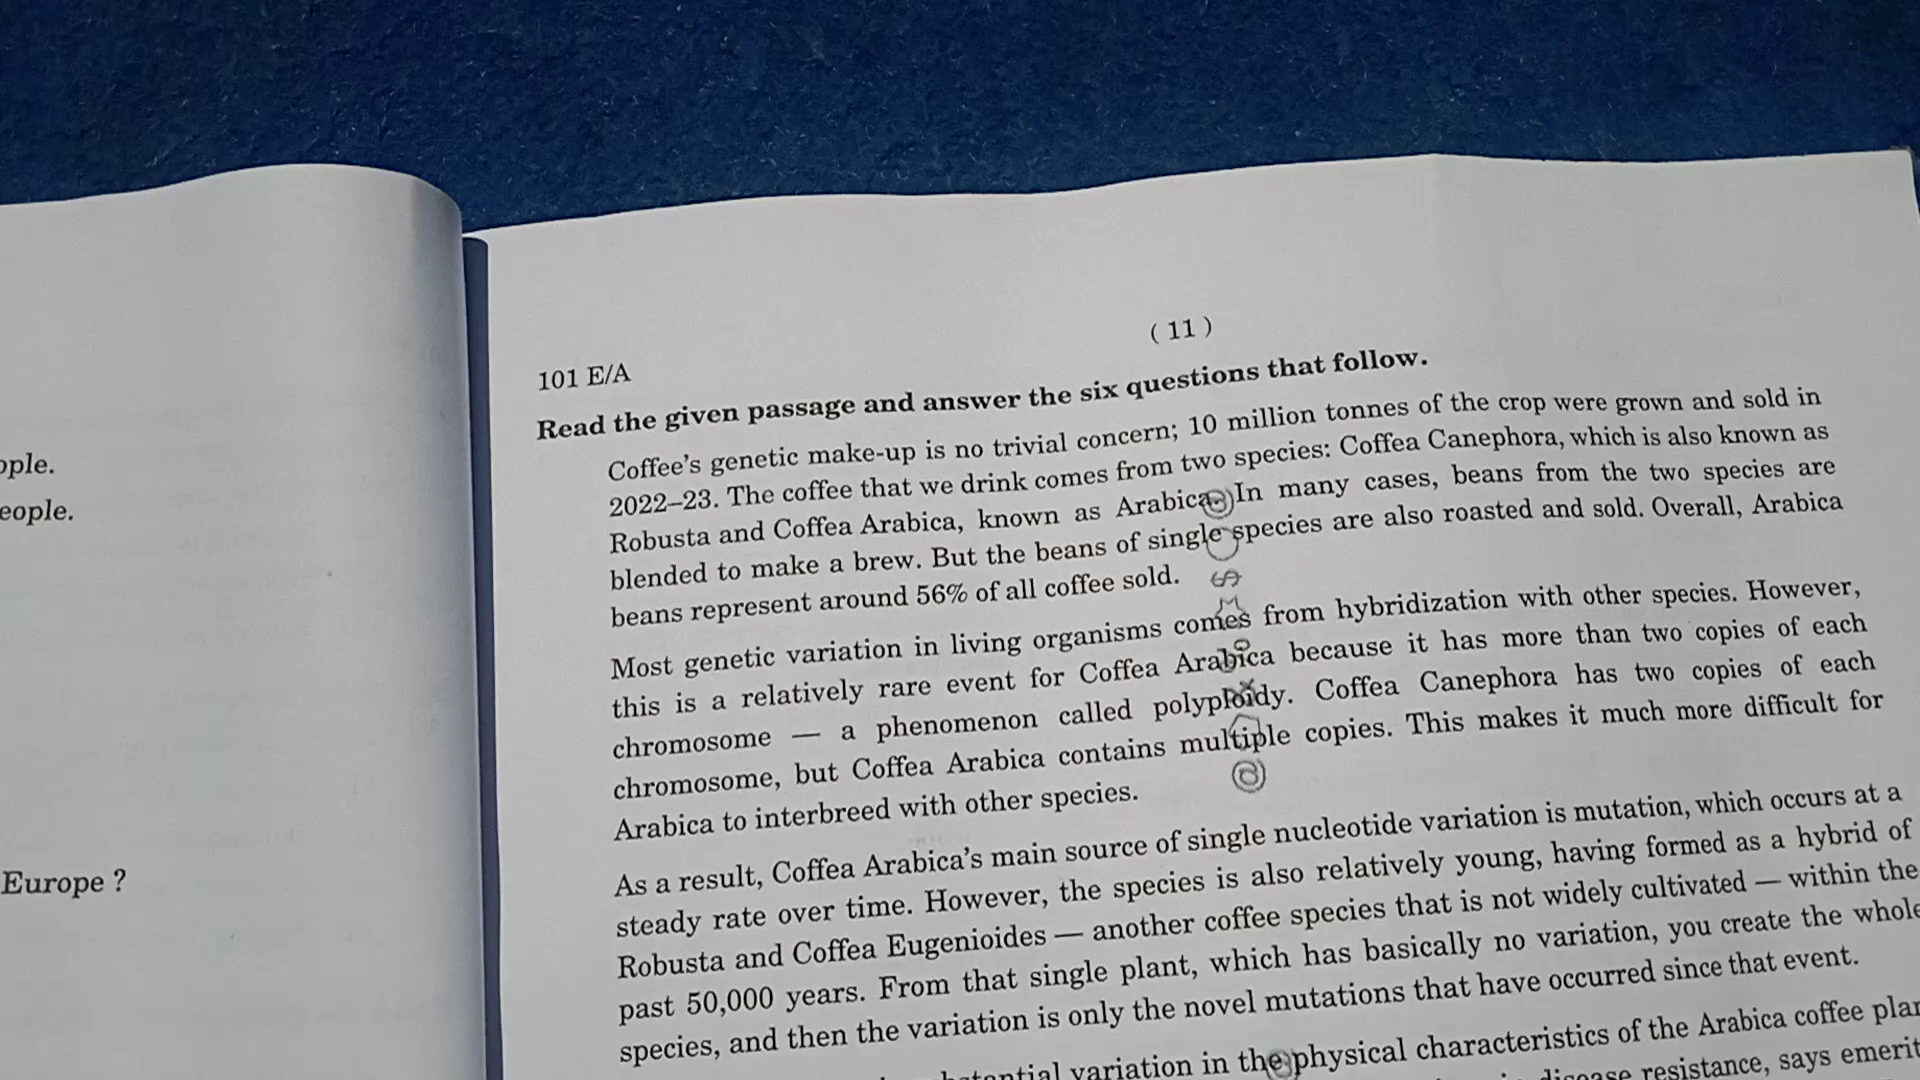 ople.
eople.
Europe ?
( 11 )
101 E/A
Read the given passage and answer the six questions that follow.
Coffee's genetic make-up is no trivial concern; 10 million tonnes of the crop were grown and sold in
2022–23. The coffee that we drink comes from two species: Coffea Canephora, which is also known as
Robusta and Coffea Arabica, known as Arabica. In many cases, beans from the two species are
blended to make a brew. But the beans of single species are also roasted and sold. Overall, Arabica
beans represent around 56% of all coffee sold.
Most genetic variation in living organisms comes from hybridization with other species. However,
this is a relatively rare event for Coffea Arabica because it has more than two copies of each
chromosome — a phenomenon called polyploidy. Coffea Canephora has two copies of each
chromosome, but Coffea Arabica contains multiple copies. This makes it much more difficult for
Arabica to interbreed with other species.
As a result, Coffea Arabica's main source of single nucleotide variation is mutation, which occurs at a
steady rate over time. However, the species is also relatively young, having formed as a hybrid of
Robusta and Coffea Eugenioides — another coffee species that is not widely cultivated — within the
past 50,000 years. From that single plant, which has basically no variation, you create the whole
species, and then the variation is only the novel mutations that have occurred since that event.
variation in the physical characteristics of the Arabica coffee plan
disease resistance, says emerit